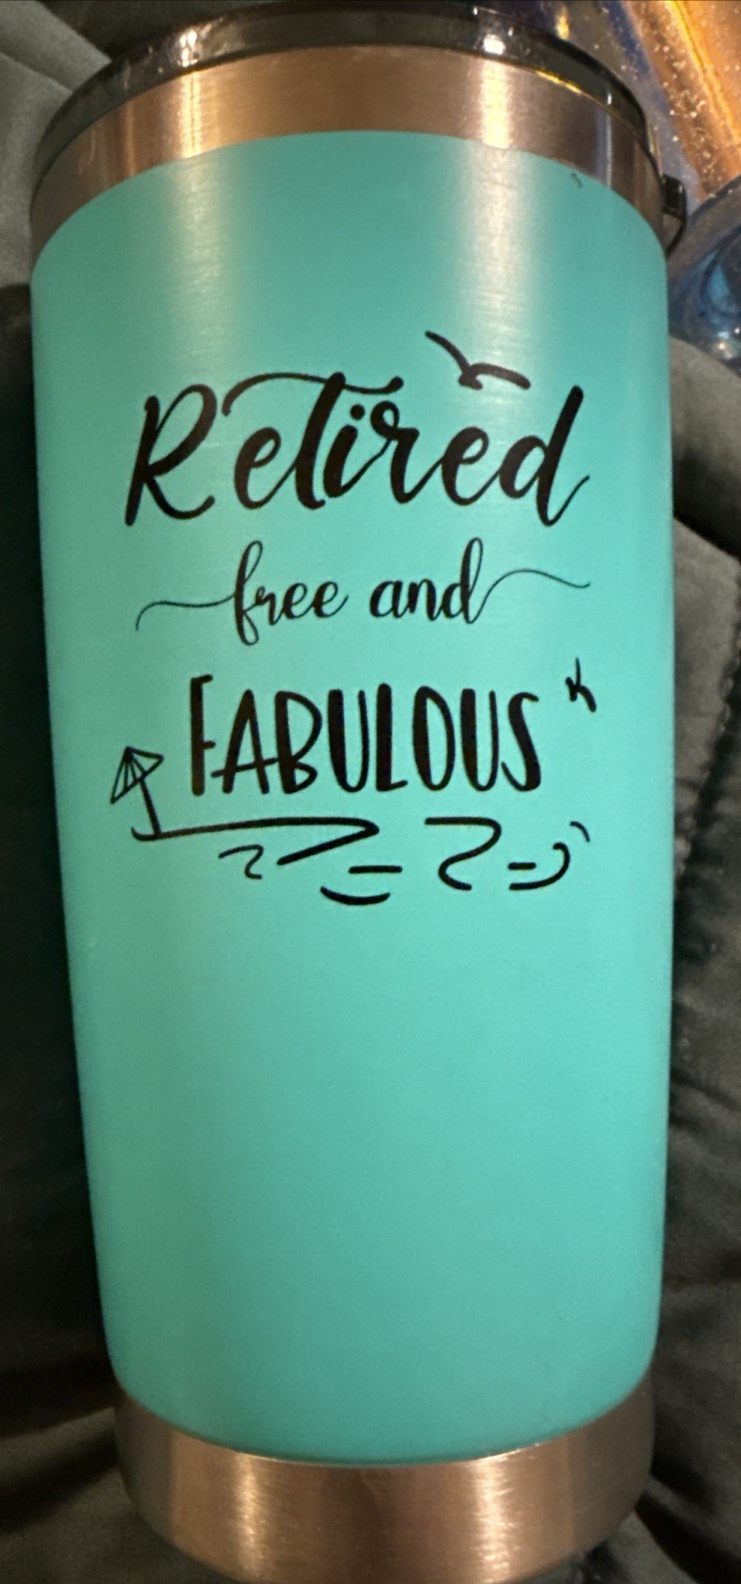 Retired
free and
FABULOUS